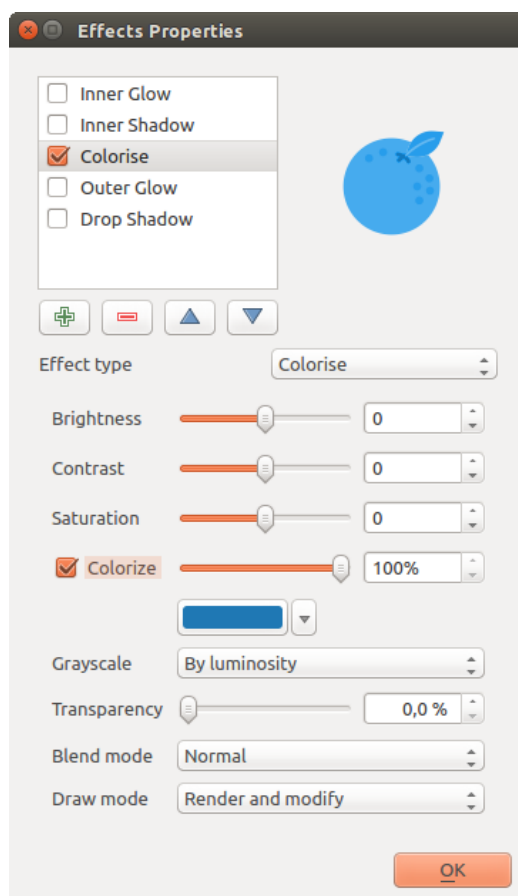 Effects Properties
Inner Glow
Inner Shadow
Colorise
Outer Glow
Drop Shadow
Effect type Colorise
Brightness 0
Contrast 0
Saturation 0
Colorize 100%
Grayscale By luminosity
Transparency 0,0 %
Blend mode Normal
Draw mode Render and modify
OK